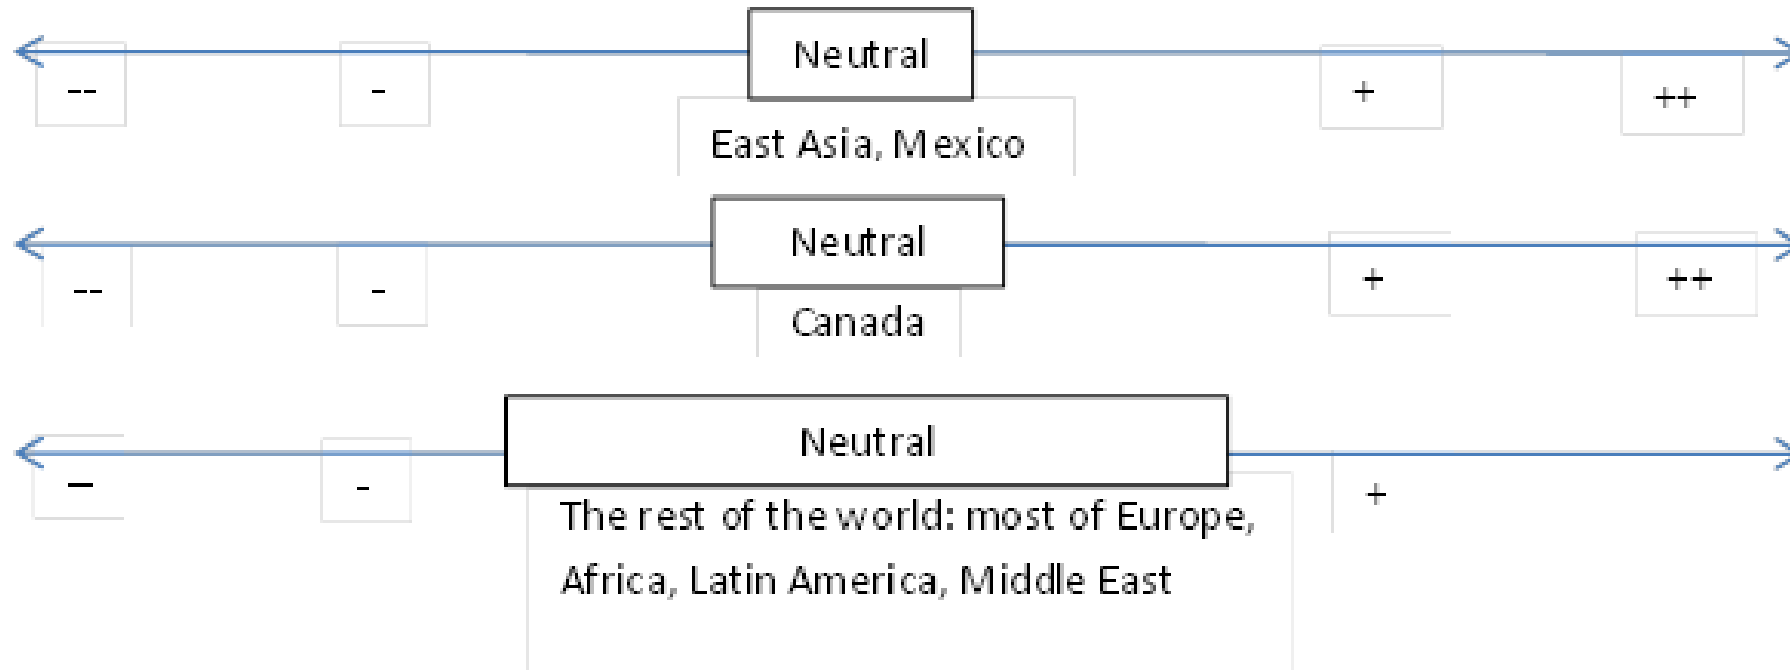 Neutral
-- - + ++
East Asia, Mexico
Neutral
-- - + ++
Canada
Neutral
— - +
The rest of the world: most of Europe,
Africa, Latin America, Middle East